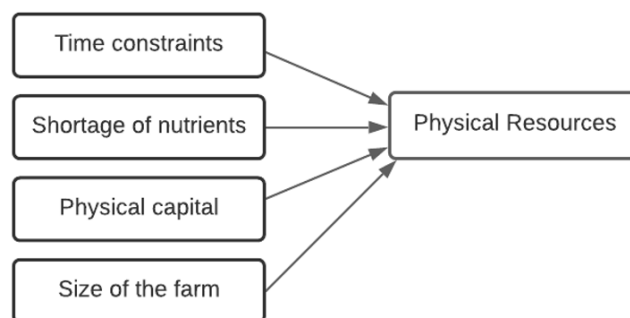 Time constraints
Shortage of nutrients
Physical Resources
Physical capital
Size of the farm